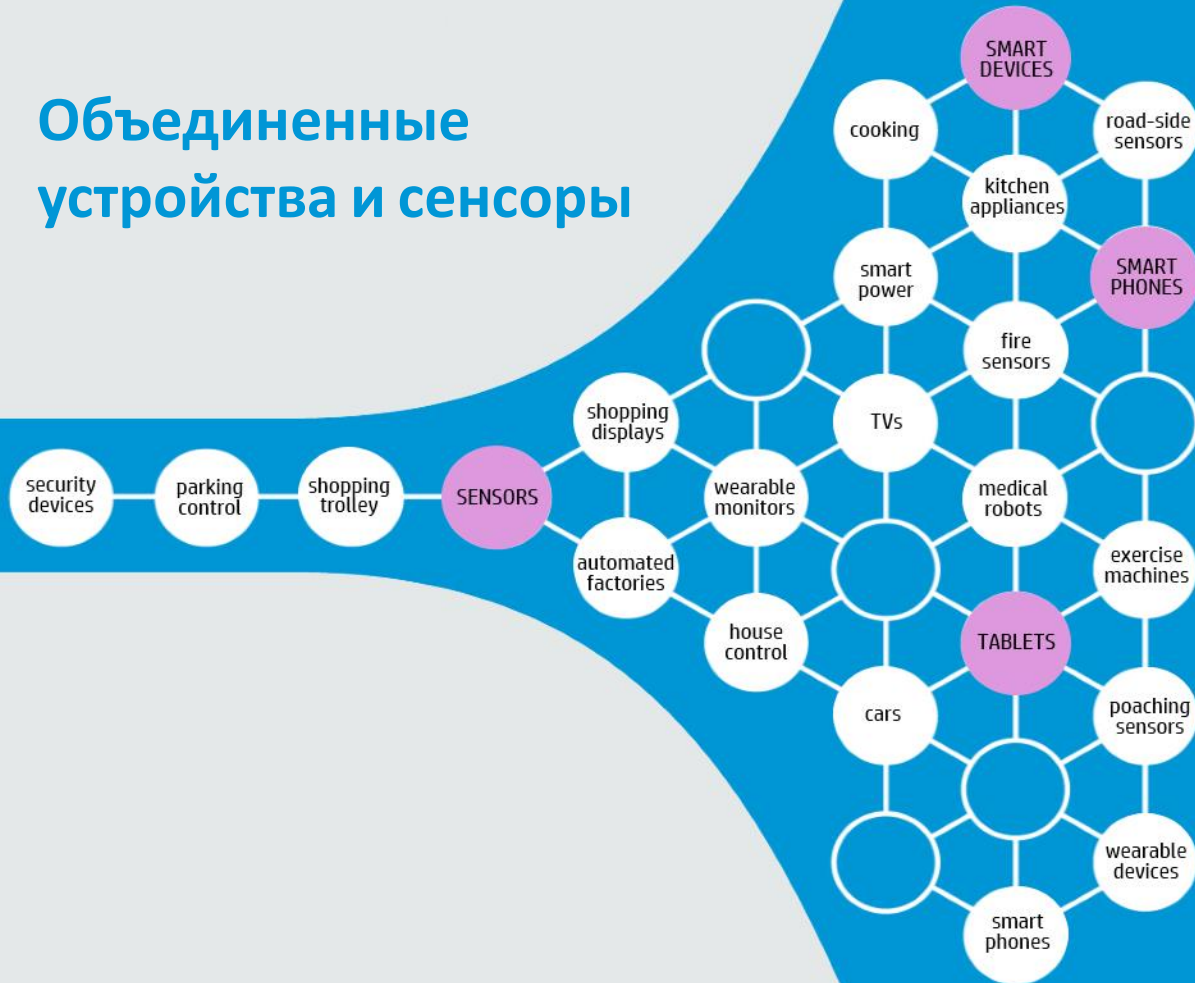 Объединенные
устройства и сенсоры
SMART
DEVICES
cooking
road-side
sensors
kitchen
appliances
smart
power
SMART
PHONES
fire
sensors
shopping
displays
TVs
security
devices
parking
control
shopping
trolley
SENSORS
wearable
monitors
medical
robots
automated
factories
exercise
machines
house
control
TABLETS
cars
poaching
sensors
wearable
devices
smart
phones